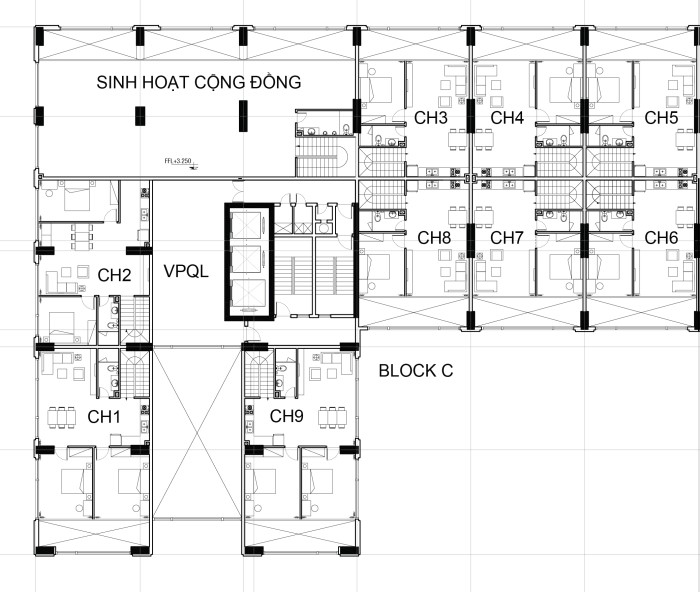 SINH HOẠT CỘNG ĐỒNG
CH3
CH4
CH5
FFL+3.250
CH8
CH7
CH6
CH2
VPQL
BLOCK C
CH1
CH9